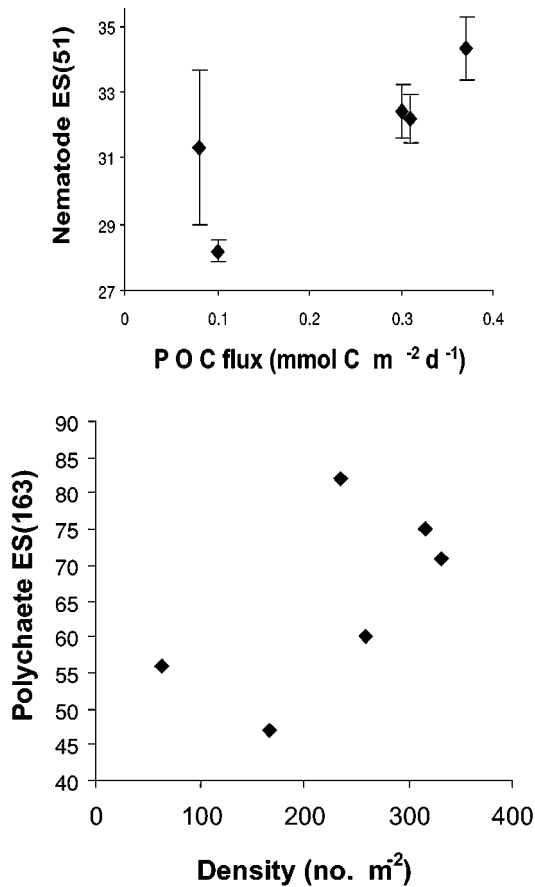 35
33
31
29
27
Nematode ES(51)
0 0.1 0.2 0.3 0.4
P O C flux (mmol C m -2 d -1)
90
85
80
75
70
65
60
55
50
45
40
Polychaete ES(163)
0 100 200 300 400
Density (no. m-2)